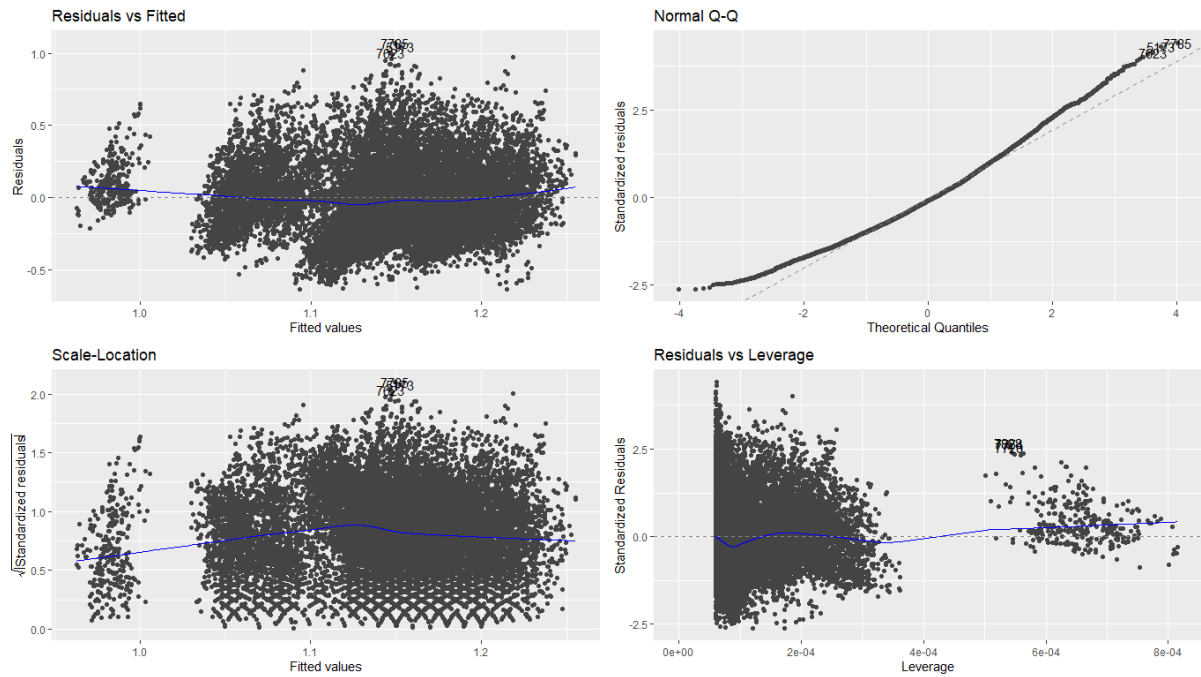 Residuals vs Fitted
Residuals
1.0
0.5
0.0
-0.5
1.0
1.1
1.2
Fitted values
Normal Q-Q
Standardized residuals
2.5
0.0
-2.5
-4
-2
0
2
4
Theoretical Quantiles
7785
5173
7623
Scale-Location
√|Standardized residuals|
2.0
1.5
1.0
0.5
0.0
1.0
1.1
1.2
Fitted values
Residuals vs Leverage
Standardized Residuals
2.5
0.0
-2.5
0e+00
2e-04
4e-04
6e-04
8e-04
Leverage